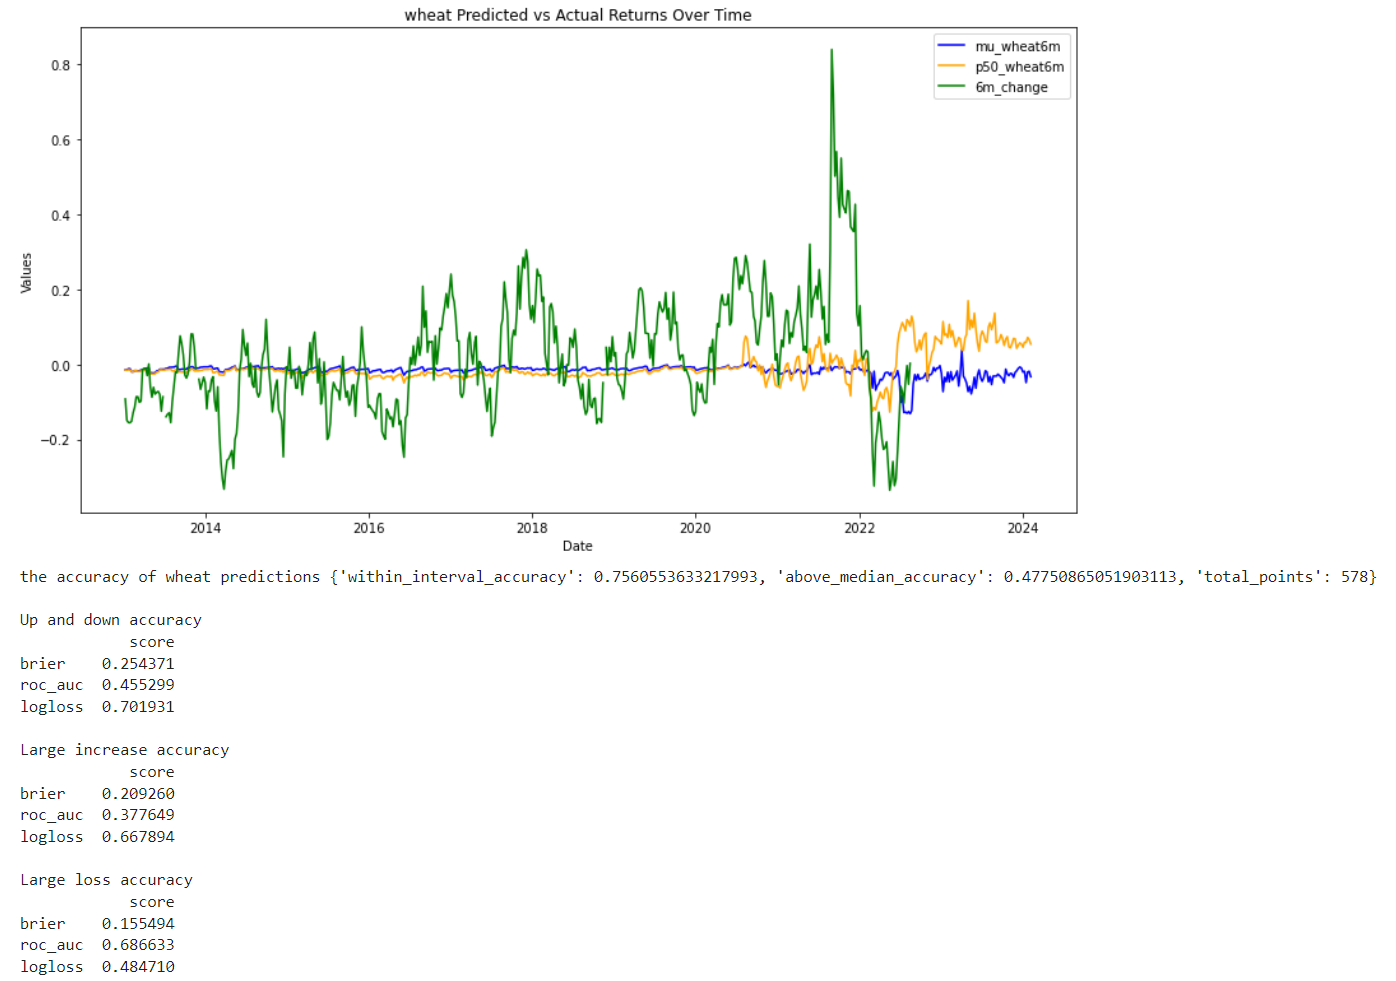 wheat Predicted vs Actual Returns Over Time
mu_wheat6m
p50_wheat6m
6m_change
Values
0.8
0.6
0.4
0.2
0.0
−0.2
2014 2016 2018 2020 2022 2024
Date
the accuracy of wheat predictions {'within_interval_accuracy': 0.7560553633217993, 'above_median_accuracy': 0.47750865051903113, 'total_points': 578}
Up and down accuracy
score
brier 0.254371
roc_auc 0.455299
logloss 0.701931
Large increase accuracy
score
brier 0.209260
roc_auc 0.377649
logloss 0.667894
Large loss accuracy
score
brier 0.155494
roc_auc 0.686633
logloss 0.484710